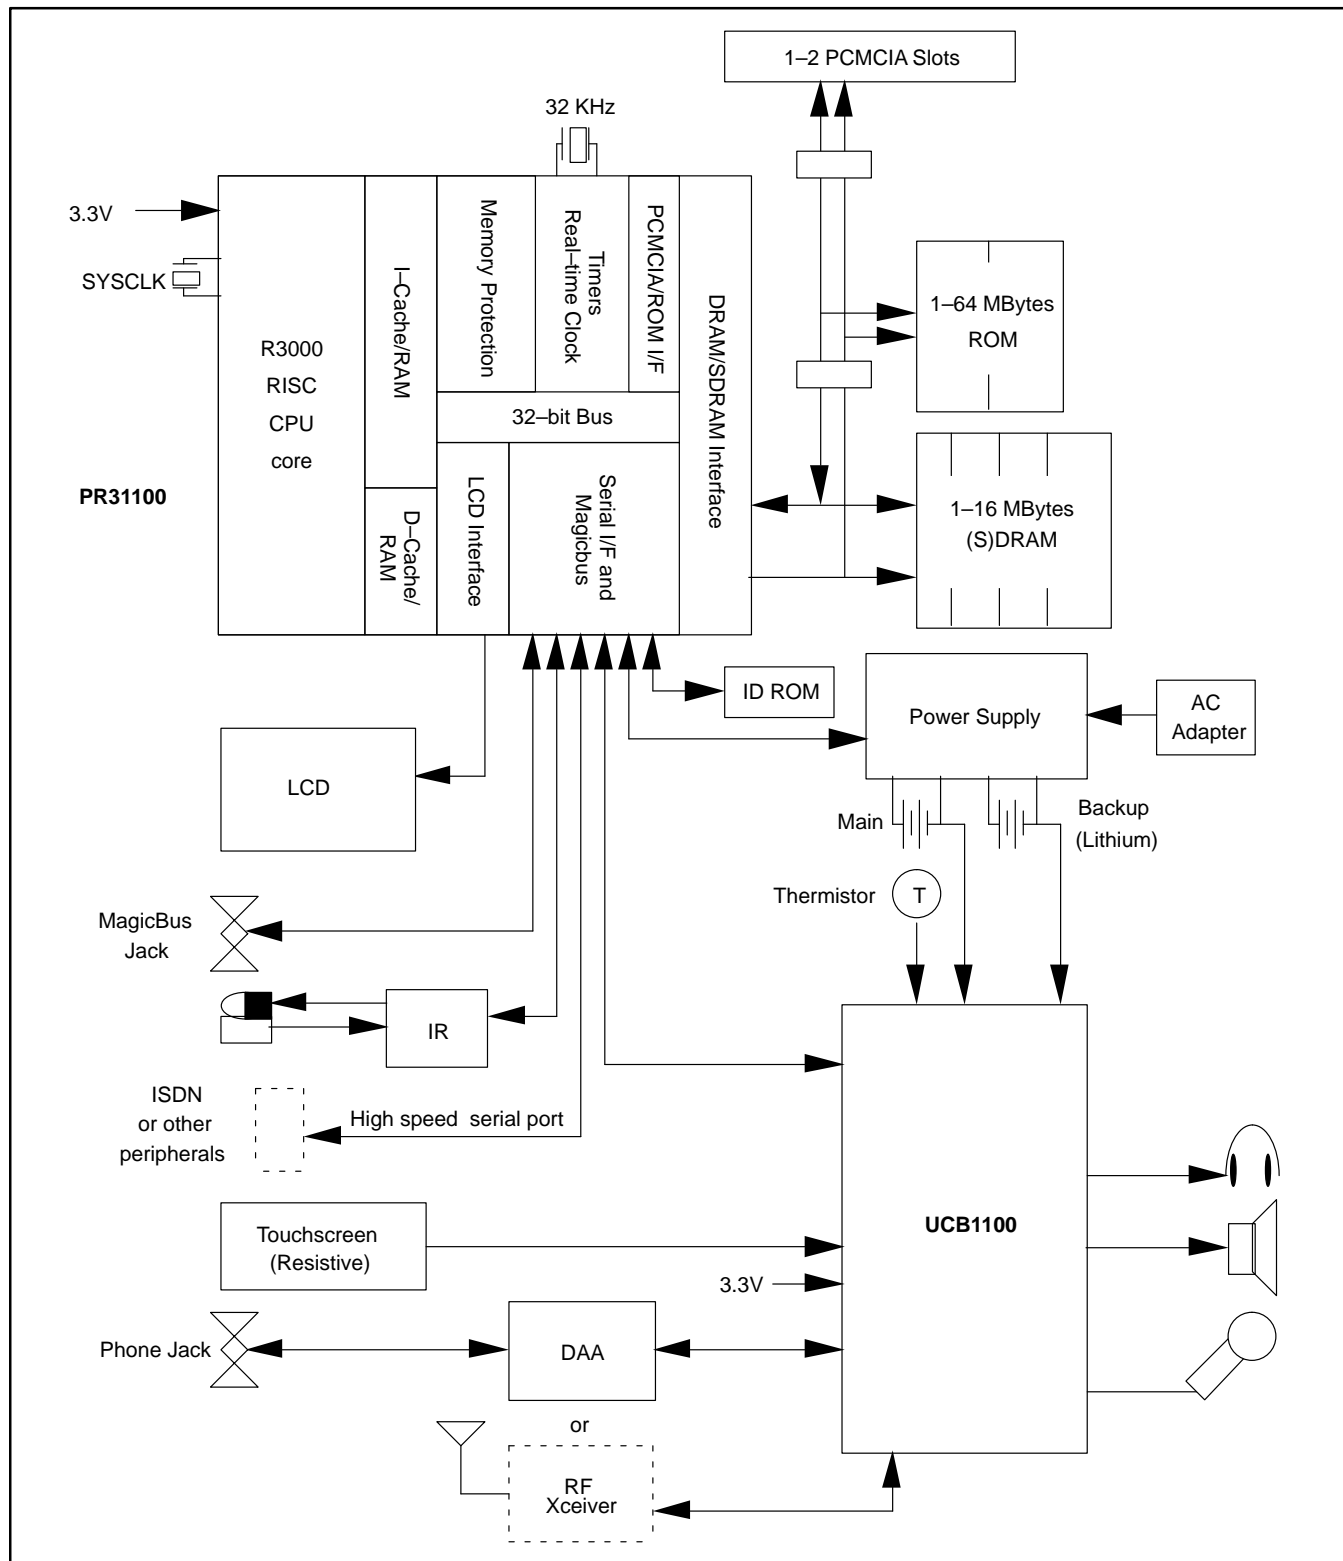 1–2 PCMCIA Slots
32 KHz
3.3V
SYSCLK
R3000
RISC
CPU
core
PR31100
I–Cache/RAM
D–Cache/
RAM
Memory Protection
Timers
Real–time Clock
PCMCIA/ROM I/F
32–bit Bus
LCD Interface
Serial I/F and
Magicbus
DRAM/SDRAM Interface
1–64 MBytes
ROM
1–16 MBytes
(S)DRAM
ID ROM
Power Supply
AC
Adapter
LCD
Main
Backup
(Lithium)
Thermistor
T
MagicBus
Jack
IR
ISDN
or other
peripherals
High speed serial port
Touchscreen
(Resistive)
3.3V
UCB1100
Phone Jack
DAA
or
RF
Xceiver